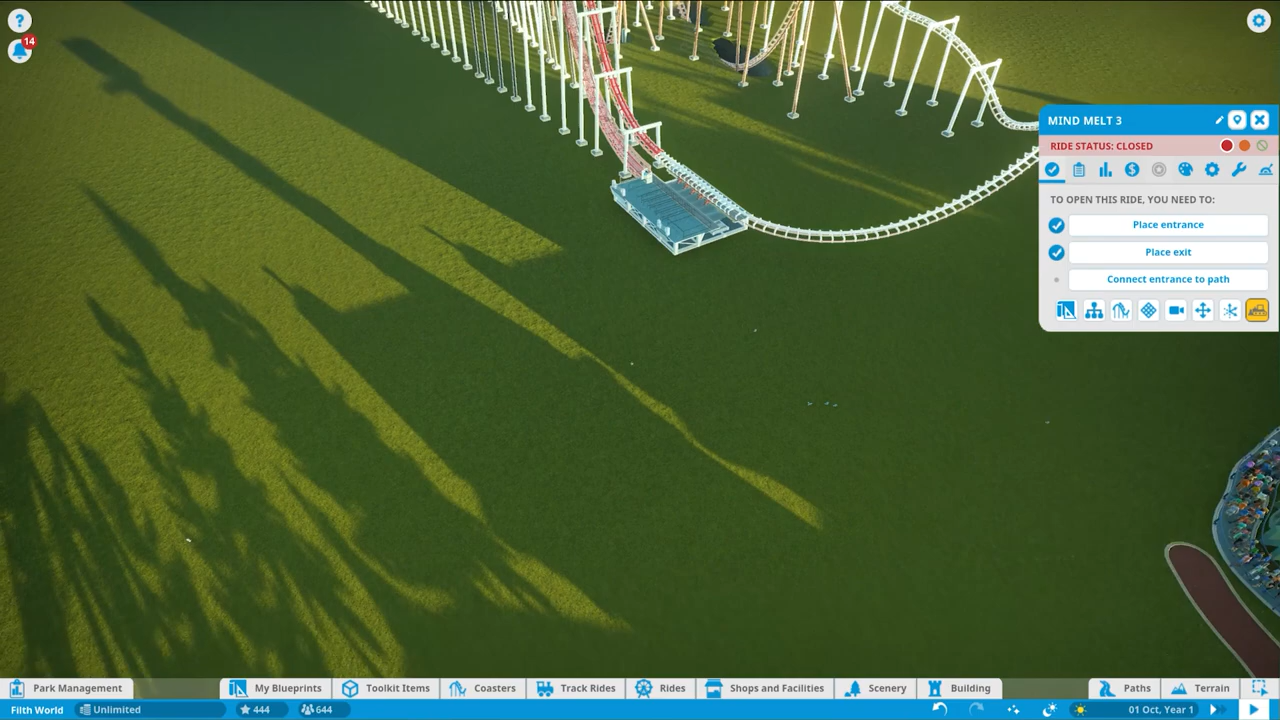 ?
14
MIND MELT 3
RIDE STATUS: CLOSED
TO OPEN THIS RIDE, YOU NEED TO:
Place entrance
Place exit
Connect entrance to path
Park Management
My Blueprints
Toolkit Items
Coasters
Track Rides
Rides
Shops and Facilities
Scenery
Building
Paths
Terrain
Filth World
Unlimited
444
644
01 Oct, Year 1